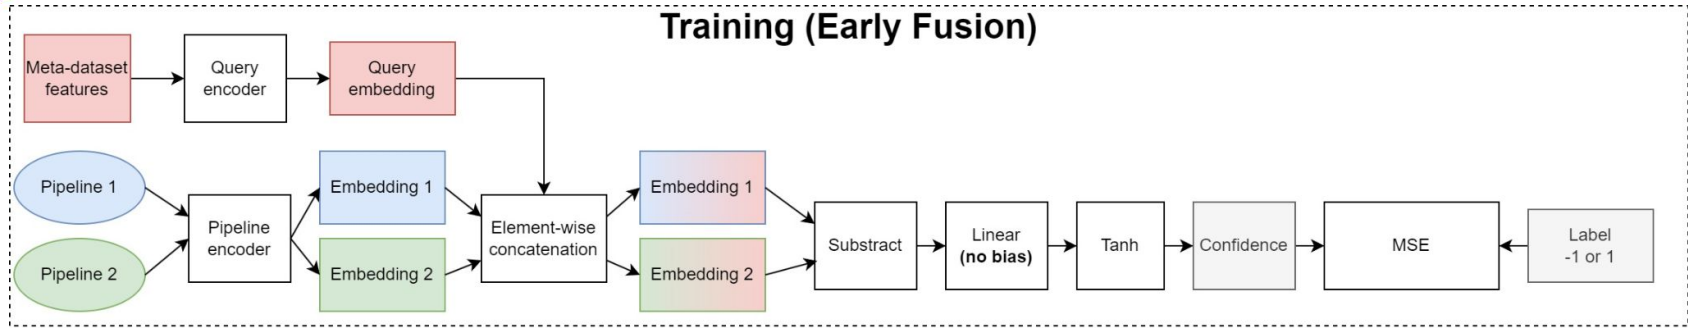 Training (Early Fusion)
Meta-dataset
features
Query
encoder
Query
embedding
Pipeline 1
Pipeline 2
Pipeline
encoder
Embedding 1
Embedding 2
Element-wise
concatenation
Embedding 1
Embedding 2
Substract
Linear
(no bias)
Tanh
Confidence
MSE
Label
-1 or 1